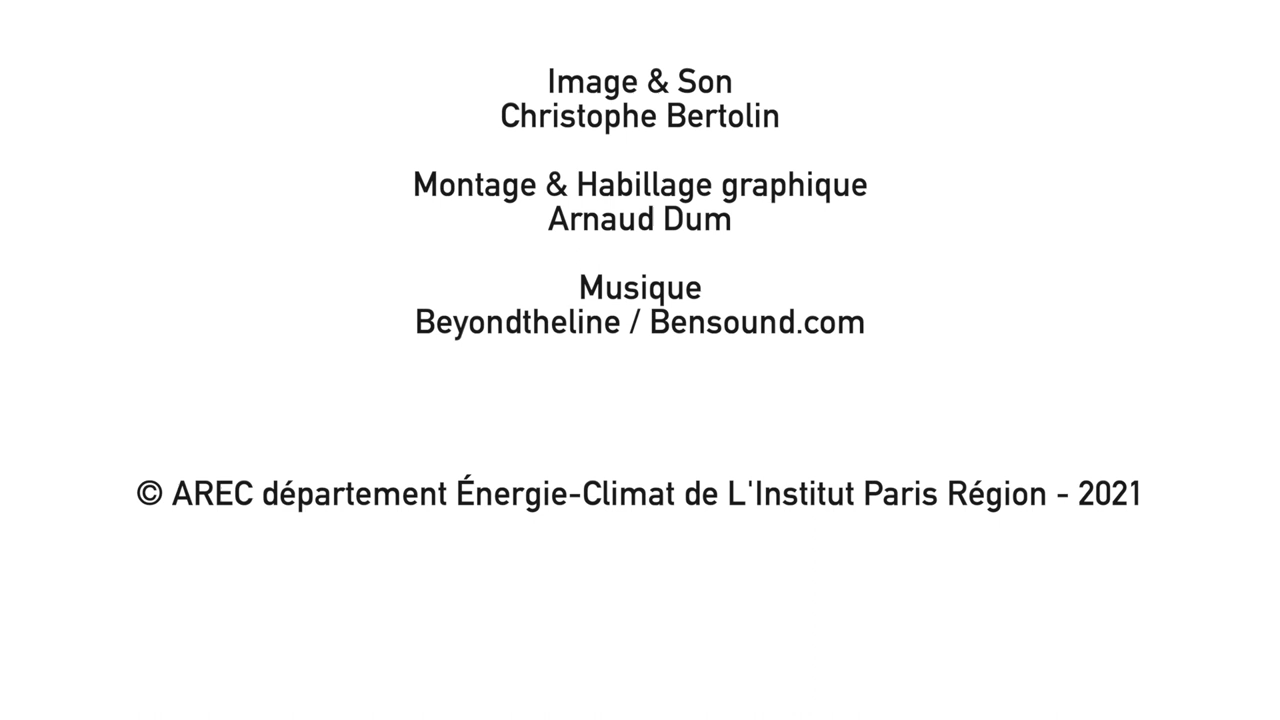 Image & Son
Christophe Bertolin
Montage & Habillage graphique
Arnaud Dum
Musique
Beyondtheline / Bensound.com
© AREC département Énergie-Climat de L'Institut Paris Région - 2021